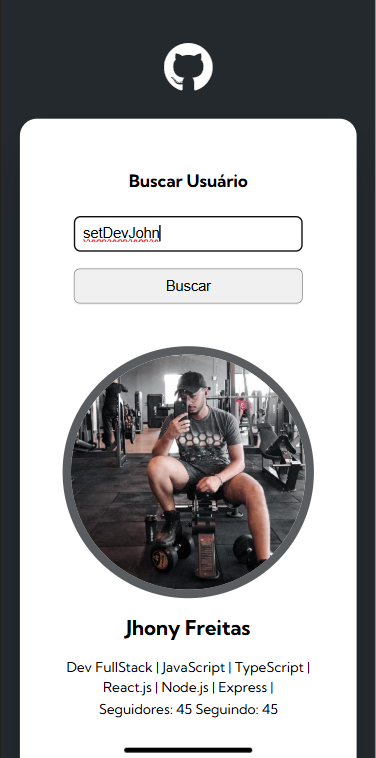 Buscar Usuário
setDevJohn
Buscar
Jhony Freitas
Dev FullStack | JavaScript | TypeScript |
React.js | Node.js | Express |
Seguidores: 45 Seguindo: 45